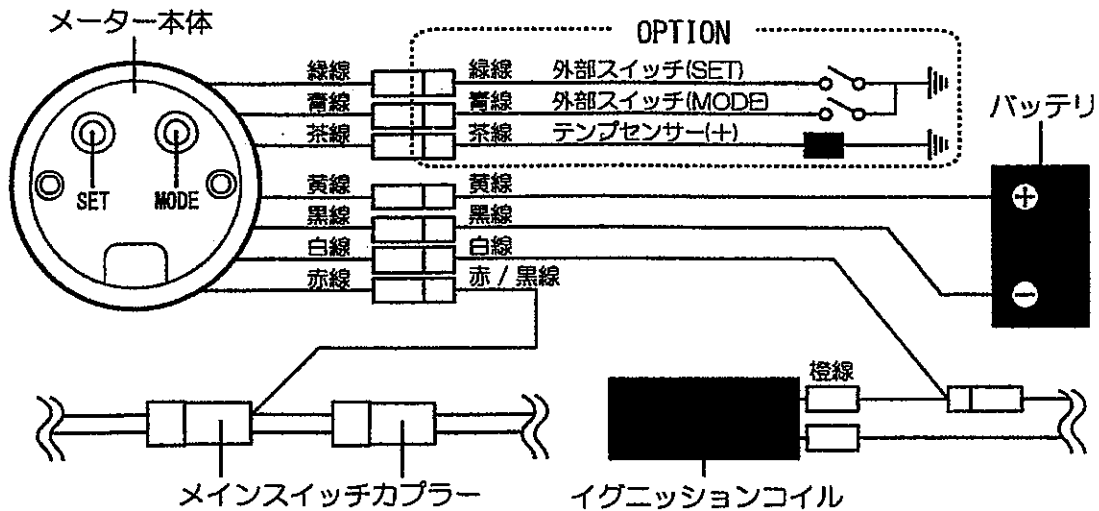 メーター本体
OPTION
緑線 緑線 外部スイッチ(SET)
青線 青線 外部スイッチ(MODE)
茶線 茶線 テンプセンサー(+)
バッテリ
SET MODE
黄線 黄線
+
黒線 黒線
白線 白線
赤線 赤 / 黒線
−
橙線
メインスイッチカプラー
イグニッションコイル